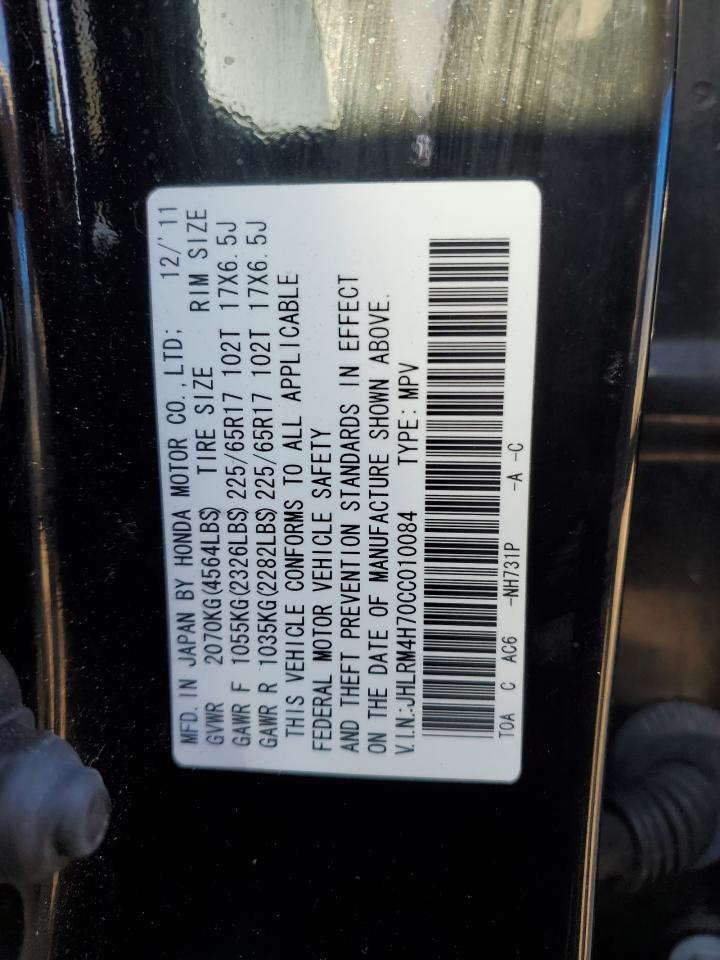 MFD. IN JAPAN BY HONDA MOTOR CO.,LTD; 12/'11
GVWR 2070KG(4564LBS) TIRE SIZE RIM SIZE
GAWR F 1055KG(2326LBS) 225/65R17 102T 17X6.5J
GAWR R 1035KG(2282LBS) 225/65R17 102T 17X6.5J
THIS VEHICLE CONFORMS TO ALL APPLICABLE
FEDERAL MOTOR VEHICLE SAFETY
AND THEFT PREVENTION STANDARDS IN EFFECT
ON THE DATE OF MANUFACTURE SHOWN ABOVE.
V.I.N.:JHLRM4H70CC010084 TYPE:MPV
T0A C AC6 -NH731P -A -C